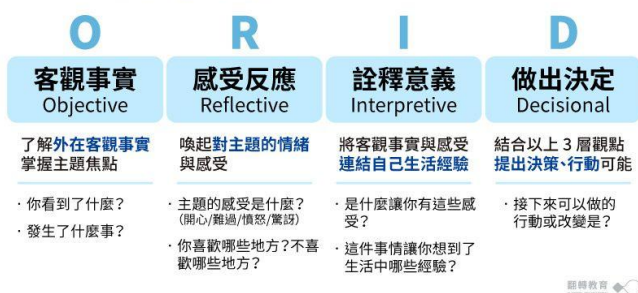 O
客觀事實
Objective
了解外在客觀事實
掌握主題焦點
· 你看到了什麼？
· 發生了什麼事？
R
感受反應
Reflective
喚起對主題的情緒
與感受
· 主題的感受是什麼？
(開心/難過/憤怒/驚訝)
· 你喜歡哪些地方？不喜
歡哪些地方？
I
詮釋意義
Interpretive
將客觀事實與感受
連結自己生活經驗
· 是什麼讓你有這些感
受？
· 這件事情讓你想到了
生活中哪些經驗？
D
做出決定
Decisional
結合以上 3 層觀點
提出決策、行動可能
· 接下來可以做的
行動或改變是？
翻轉教育